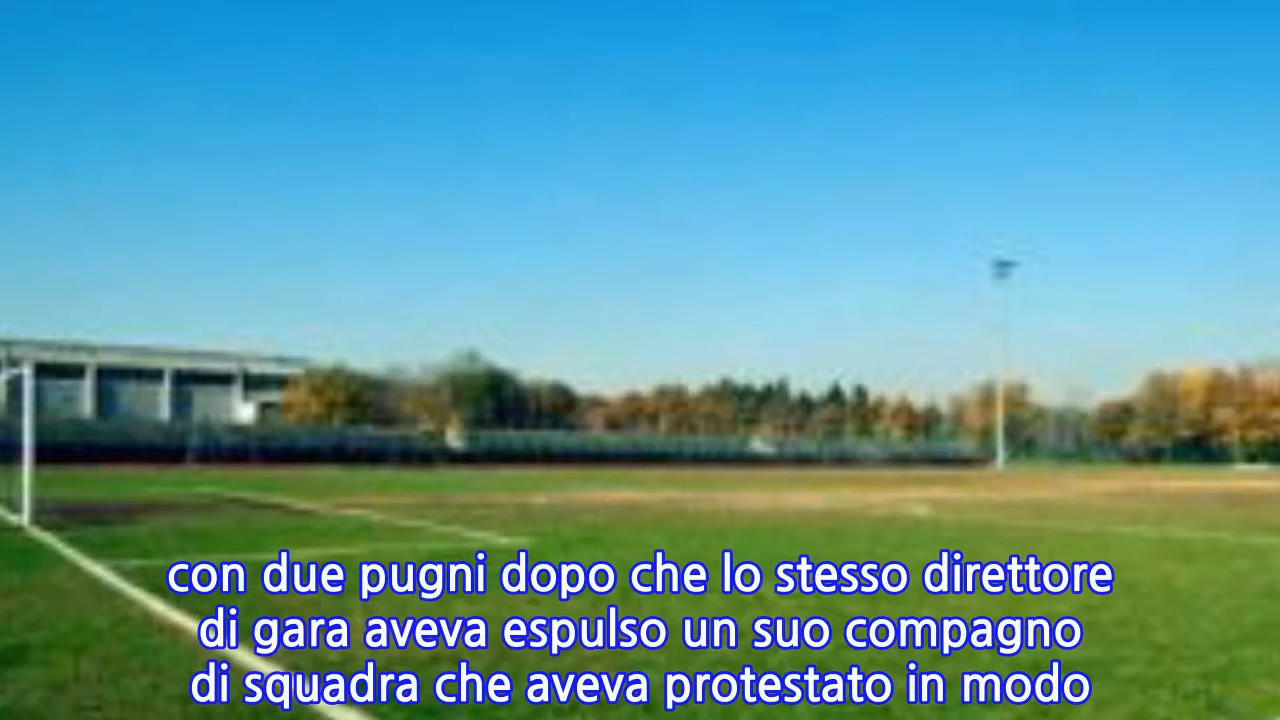 con due pugni dopo che lo stesso direttore
di gara aveva espulso un suo compagno
di squadra che aveva protestato in modo